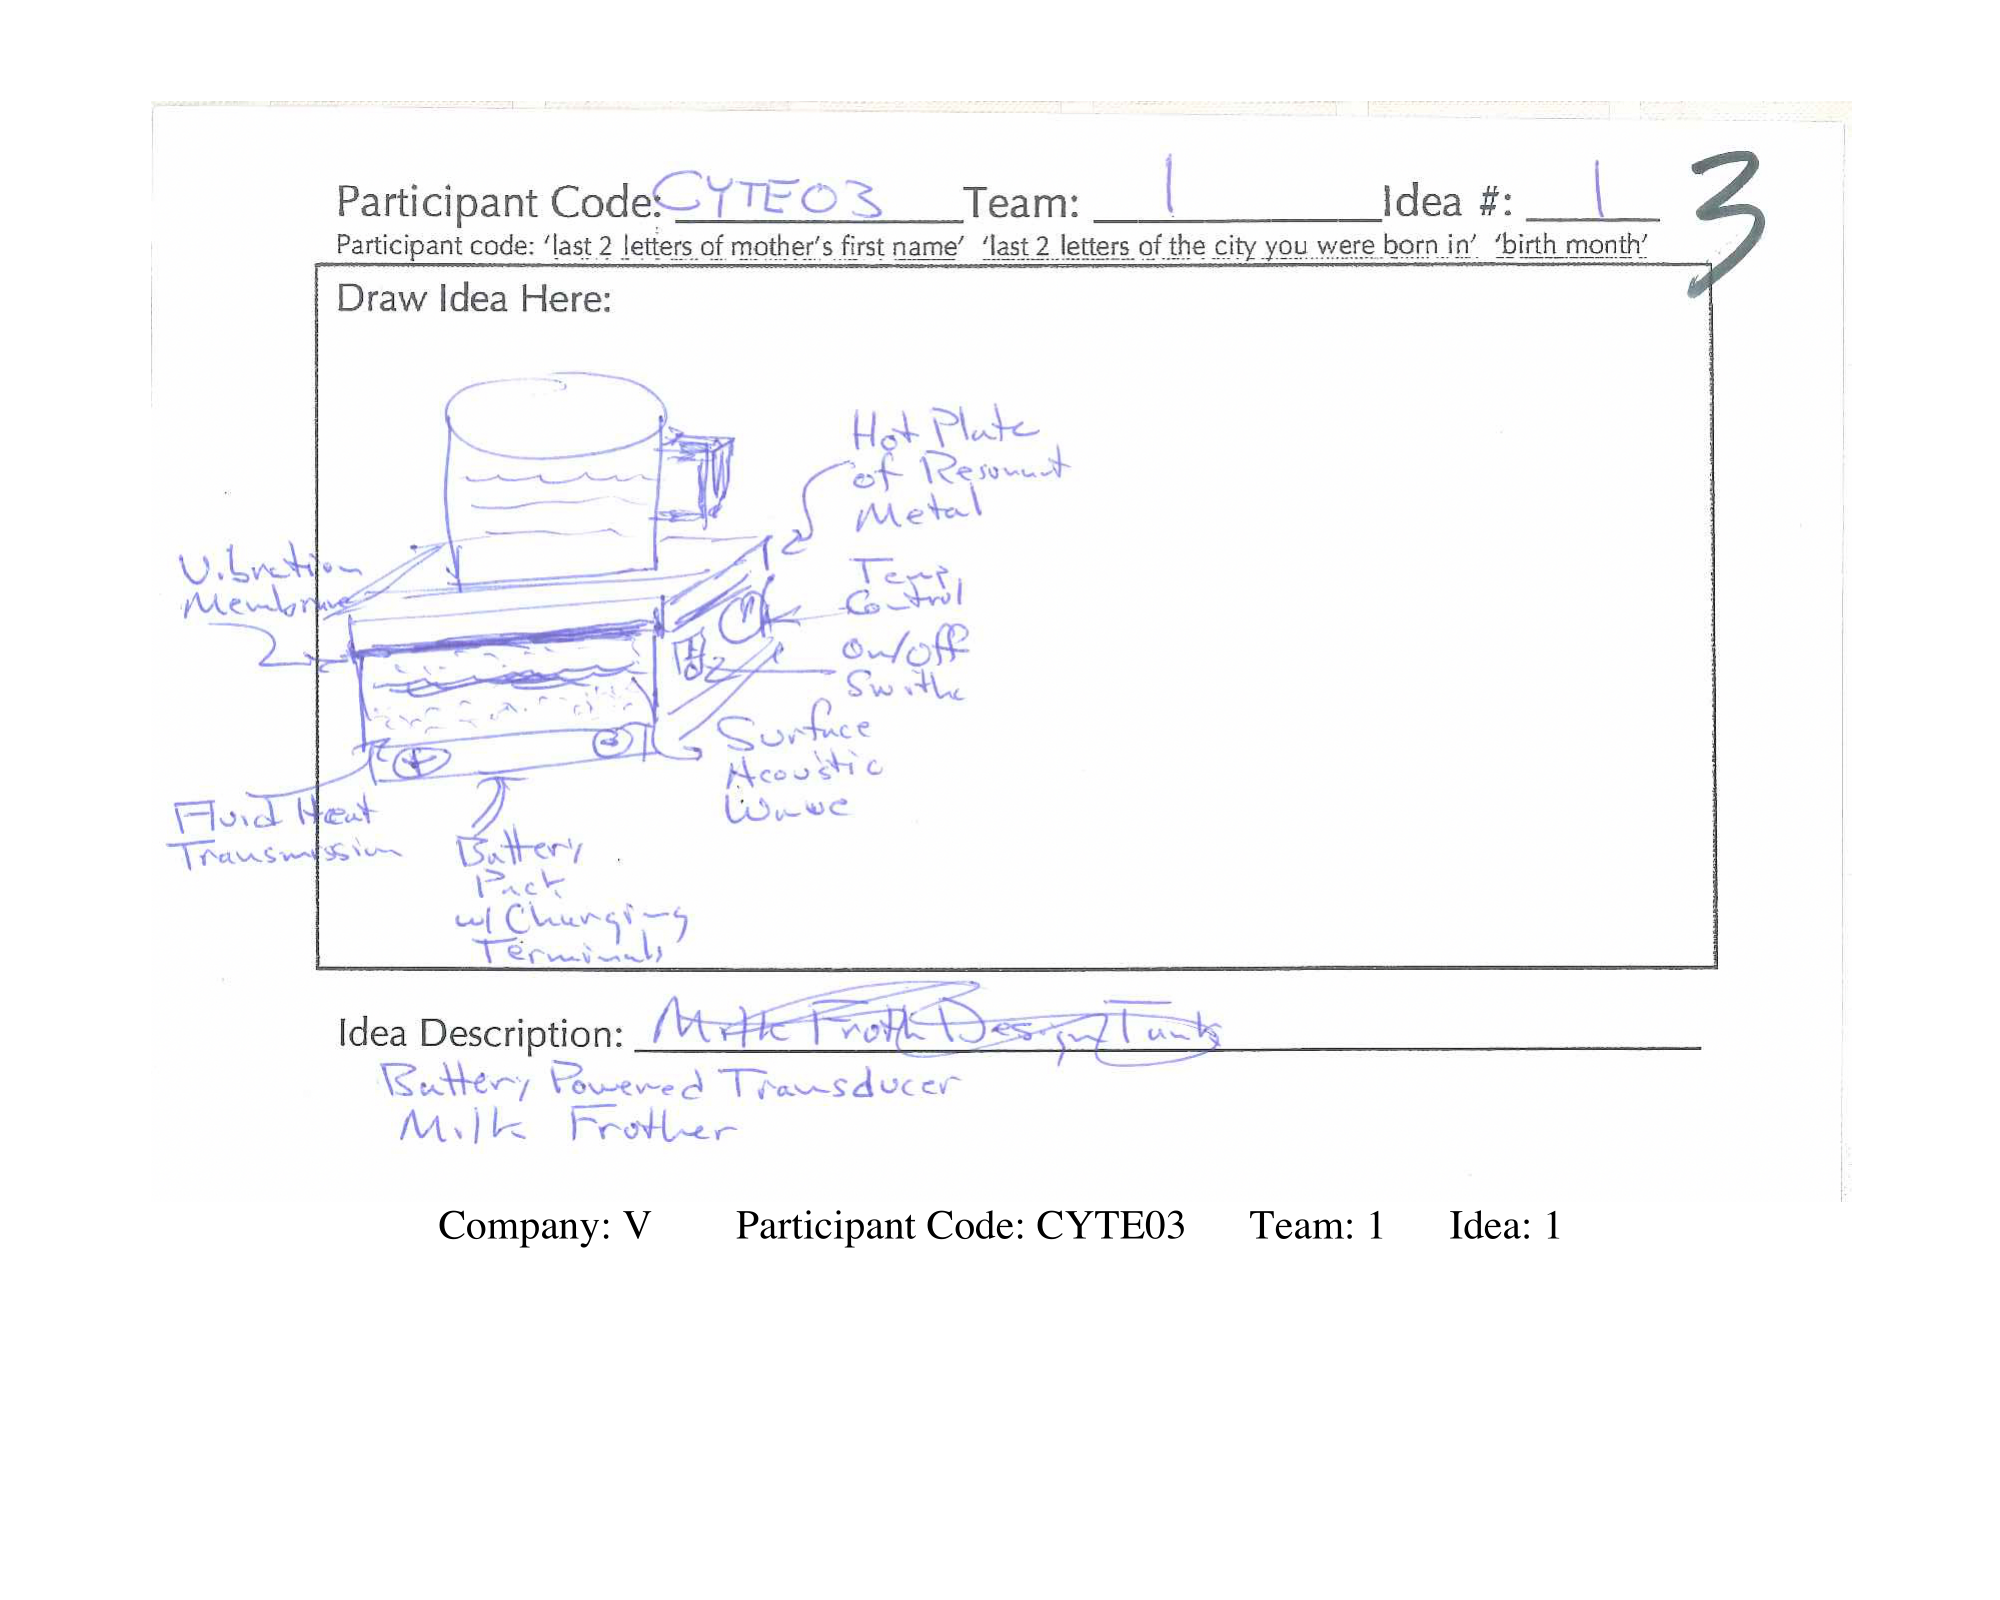 Participant Code: CYTE03 Team: 1 Idea #: 1 3
Participant code: 'last 2 letters of mother's first name' 'last 2 letters of the city you were born in' 'birth month'
Draw Idea Here:
Hot Plate
of Resonant
Metal
Vibration
Membrane
Temp
Control
On/Off
Swithc
Surface
Acoustic
Wave
Fluid Heat
Transmission
Battery
Pack
w/ Charging
Terminals
Idea Description: Milk Froth Design Tank
Battery Powered Transducer
Milk Frother
Company: V Participant Code: CYTE03 Team: 1 Idea: 1